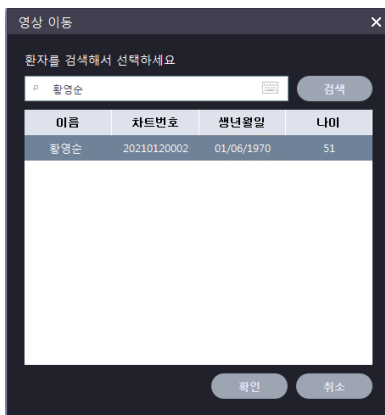 영상 이동
환자를 검색해서 선택하세요
황영순
검색
이름 차트번호 생년월일 나이
황영순 20210120002 01/06/1970 51
확인 취소